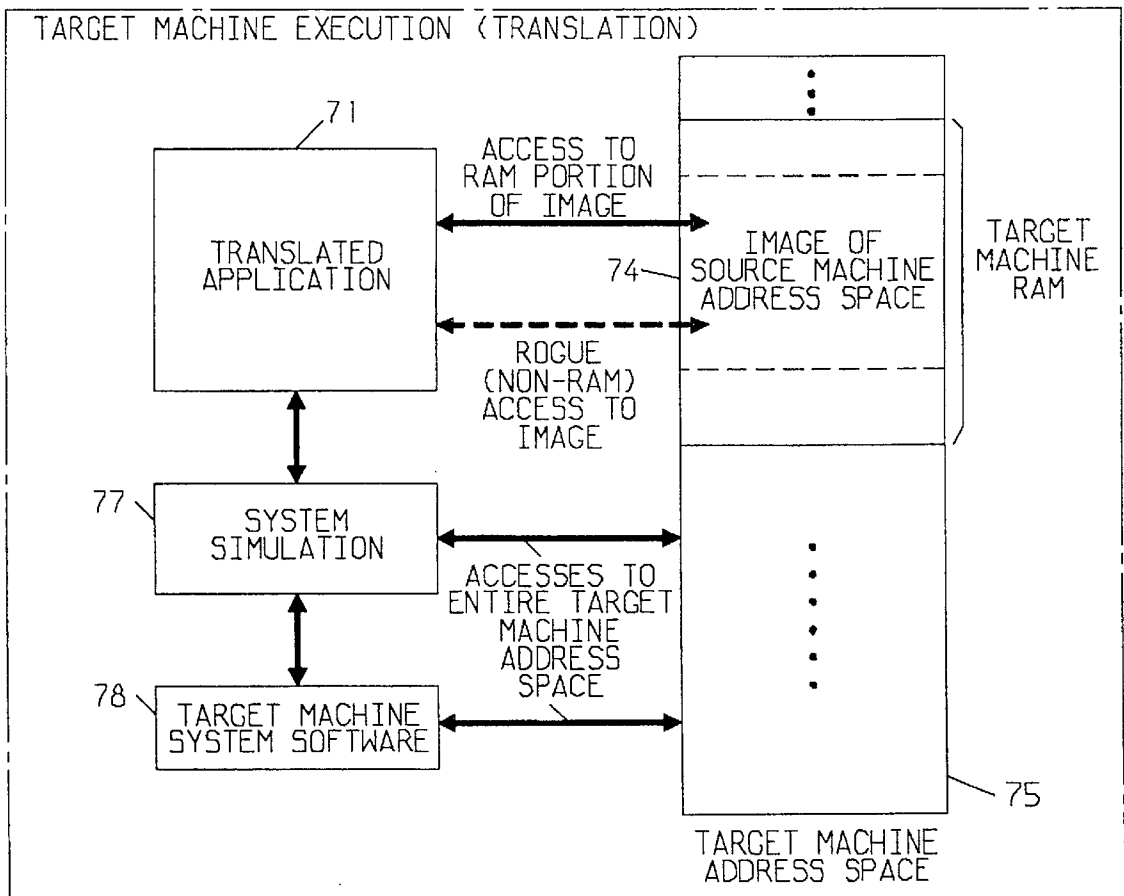 TARGET MACHINE EXECUTION (TRANSLATION)
71
TRANSLATED
APPLICATION
ACCESS TO
RAM PORTION
OF IMAGE
74
IMAGE OF
SOURCE MACHINE
ADDRESS SPACE
TARGET
MACHINE
RAM
ROGUE
(NON-RAM)
ACCESS TO
IMAGE
77
SYSTEM
SIMULATION
ACCESSES TO
ENTIRE TARGET
MACHINE
ADDRESS
SPACE
78
TARGET MACHINE
SYSTEM SOFTWARE
75
TARGET MACHINE
ADDRESS SPACE